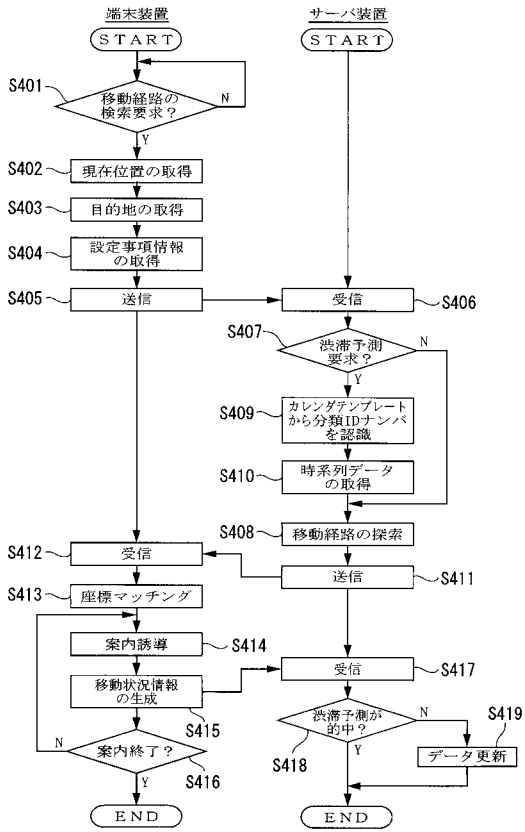 端末装置
サーバ装置
START
START
S401
移動経路の
検索要求?
N
Y
S402
現在位置の取得
S403
目的地の取得
S404
設定事項情報
の取得
S405
送信
受信
S406
S407
渋滞予測
要求?
N
Y
S409
カレンダテンプレート
から分類IDナンバ
を認識
S410
時系列データ
の取得
S408
移動経路の探索
S412
受信
送信
S411
S413
座標マッチング
案内誘導
S414
移動状況情報
の生成
S415
受信
S417
渋滞予測が
的中?
N
Y
S418
S419
データ更新
N
案内終了?
S416
Y
END
END